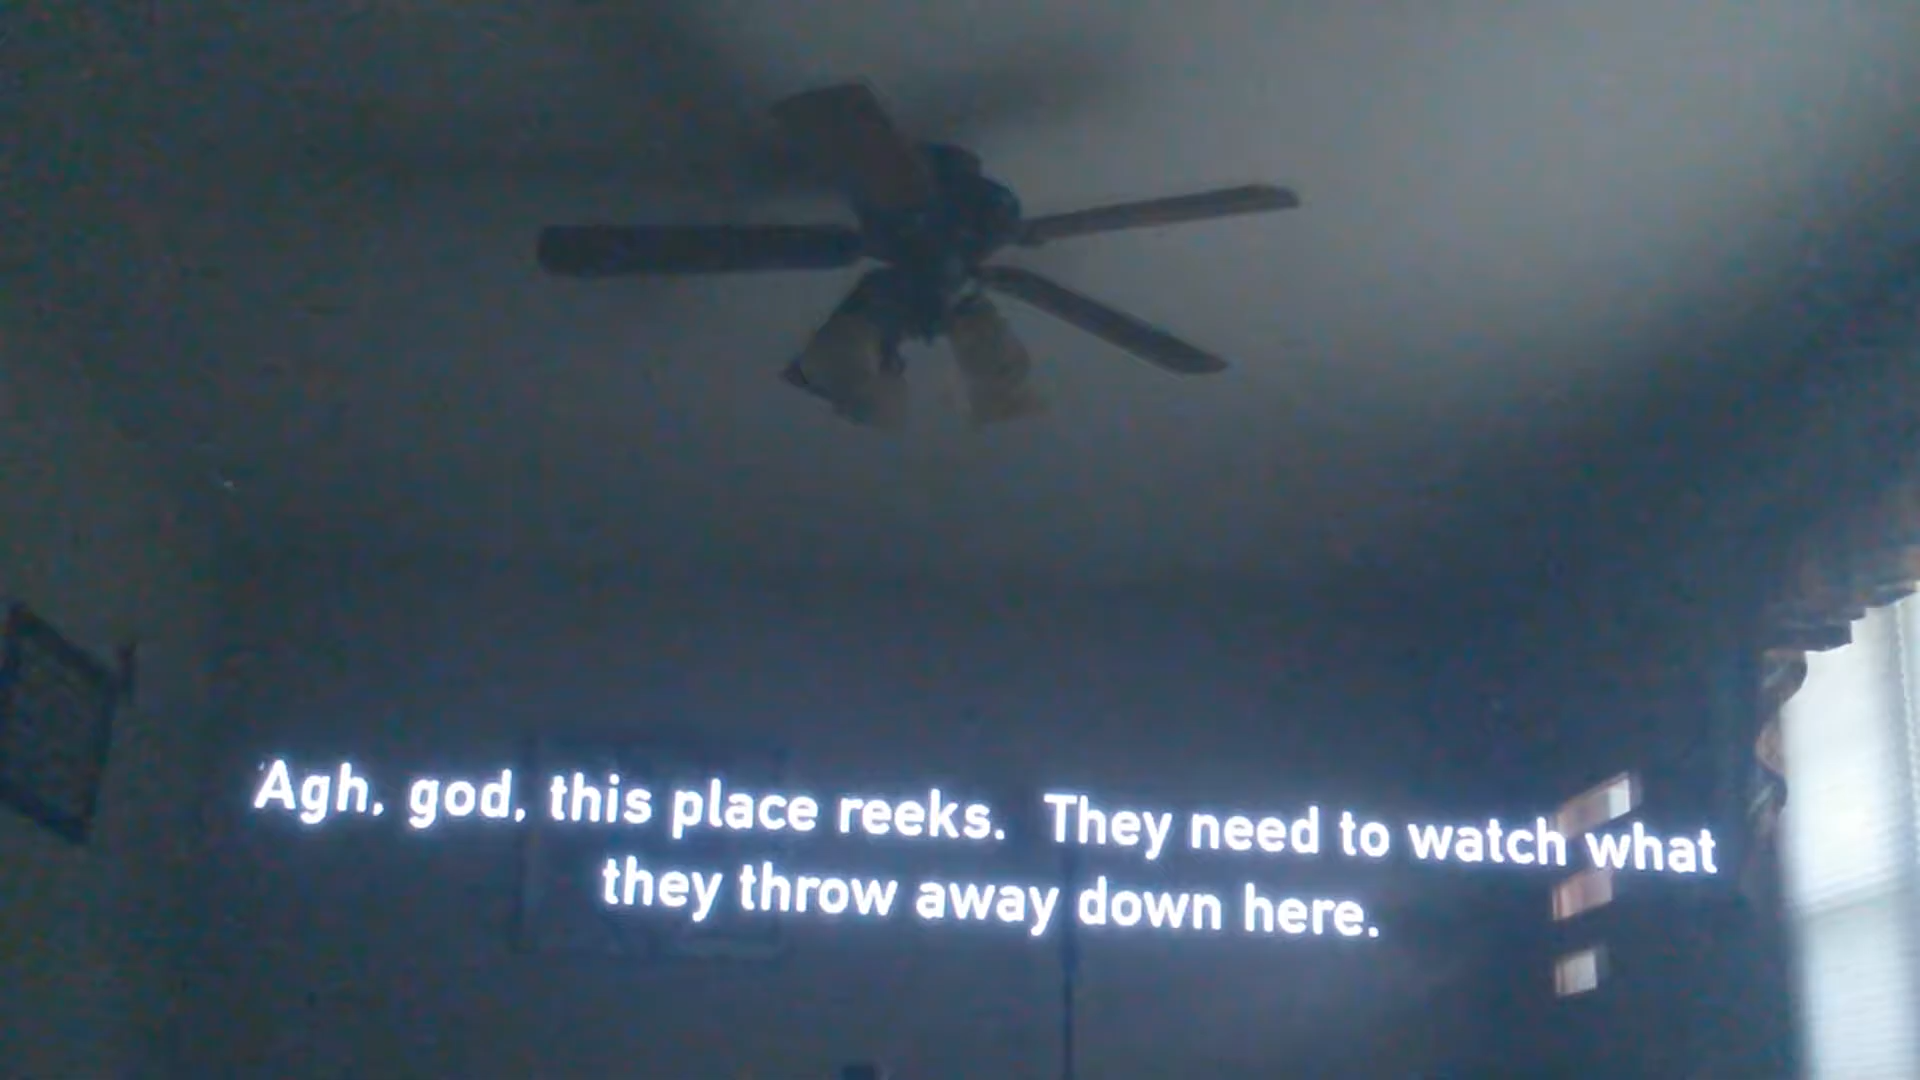 Agh, god, this place reeks. They need to watch what
they throw away down here.